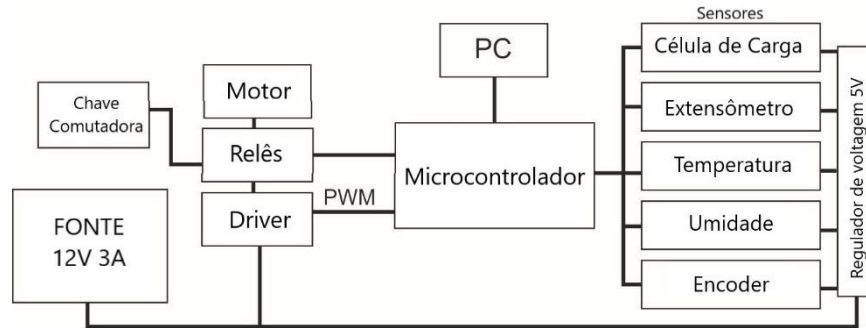 Sensores
PC
Célula de Carga
Motor
Chave
Comutadora
Extensômetro
Relês
Microcontrolador
Temperatura
PWM
Driver
FONTE
12V 3A
Umidade
Encoder
Regulador de voltagem 5V